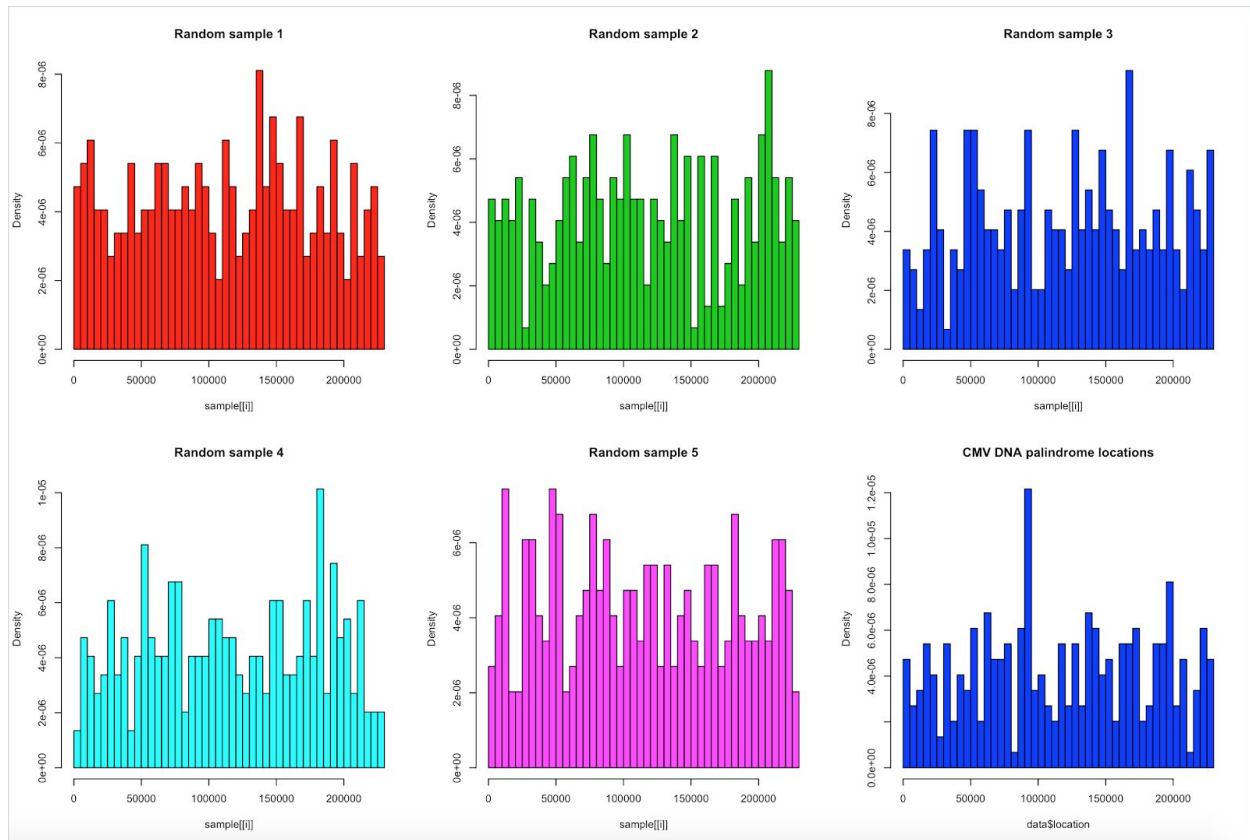 Random sample 1
Density
0e+00 2e-06 4e-06 6e-06 8e-06
0 50000 100000 150000 200000
sample[[i]]
Random sample 2
Density
0e+00 2e-06 4e-06 6e-06 8e-06
0 50000 100000 150000 200000
sample[[i]]
Random sample 3
Density
0e+00 2e-06 4e-06 6e-06 8e-06
0 50000 100000 150000 200000
sample[[i]]
Random sample 4
Density
0e+00 2e-06 4e-06 6e-06 8e-06 1e-05
0 50000 100000 150000 200000
sample[[i]]
Random sample 5
Density
0e+00 2e-06 4e-06 6e-06
0 50000 100000 150000 200000
sample[[i]]
CMV DNA palindrome locations
Density
0.0e+00 4.0e-06 6.0e-06 8.0e-06 1.0e-05 1.2e-05
0 50000 100000 150000 200000
data$location